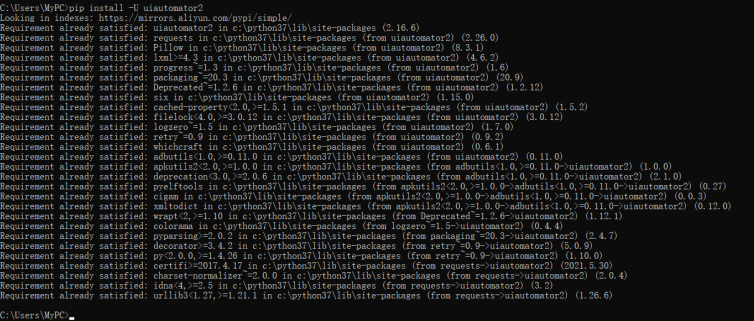 C:\Users\MyPC>pip install -U uiautomator2
Looking in indexes: https://mirrors.aliyun.com/pypi/simple/
Requirement already satisfied: uiautomator2 in c:\python37\lib\site-packages (2.16.6)
Requirement already satisfied: requests in c:\python37\lib\site-packages (from uiautomator2) (2.26.0)
Requirement already satisfied: Pillow in c:\python37\lib\site-packages (from uiautomator2) (8.3.1)
Requirement already satisfied: lxml>=4.3 in c:\python37\lib\site-packages (from uiautomator2) (4.6.2)
Requirement already satisfied: progress~=1.3 in c:\python37\lib\site-packages (from uiautomator2) (1.6)
Requirement already satisfied: packaging~=20.3 in c:\python37\lib\site-packages (from uiautomator2) (20.9)
Requirement already satisfied: Deprecated~=1.2.6 in c:\python37\lib\site-packages (from uiautomator2) (1.2.12)
Requirement already satisfied: six in c:\python37\lib\site-packages (from uiautomator2) (1.15.0)
Requirement already satisfied: cached-property<2.0,>=1.5.1 in c:\python37\lib\site-packages (from uiautomator2) (1.5.2)
Requirement already satisfied: filelock<4.0,>=3.0.12 in c:\python37\lib\site-packages (from uiautomator2) (3.0.12)
Requirement already satisfied: logzero~=1.5 in c:\python37\lib\site-packages (from uiautomator2) (1.7.0)
Requirement already satisfied: retry~=0.9 in c:\python37\lib\site-packages (from uiautomator2) (0.9.2)
Requirement already satisfied: whichcraft in c:\python37\lib\site-packages (from uiautomator2) (0.6.1)
Requirement already satisfied: adbutils<1.0,>=0.11.0 in c:\python37\lib\site-packages (from uiautomator2) (0.11.0)
Requirement already satisfied: apkutils2<2.0,>=1.0.0 in c:\python37\lib\site-packages (from adbutils<1.0,>=0.11.0->uiautomator2) (1.0.0)
Requirement already satisfied: deprecation<3.0,>=2.0.6 in c:\python37\lib\site-packages (from adbutils<1.0,>=0.11.0->uiautomator2) (2.1.0)
Requirement already satisfied: pyelftools in c:\python37\lib\site-packages (from apkutils2<2.0,>=1.0.0->adbutils<1.0,>=0.11.0->uiautomator2) (0.27)
Requirement already satisfied: cigam in c:\python37\lib\site-packages (from apkutils2<2.0,>=1.0.0->adbutils<1.0,>=0.11.0->uiautomator2) (0.0.3)
Requirement already satisfied: xmltodict in c:\python37\lib\site-packages (from apkutils2<2.0,>=1.0.0->adbutils<1.0,>=0.11.0->uiautomator2) (0.12.0)
Requirement already satisfied: wrapt<2,>=1.10 in c:\python37\lib\site-packages (from Deprecated~=1.2.6->uiautomator2) (1.12.1)
Requirement already satisfied: colorama in c:\python37\lib\site-packages (from logzero~=1.5->uiautomator2) (0.4.4)
Requirement already satisfied: pyparsing>=2.0.2 in c:\python37\lib\site-packages (from packaging~=20.3->uiautomator2) (2.4.7)
Requirement already satisfied: decorator>=3.4.2 in c:\python37\lib\site-packages (from retry~=0.9->uiautomator2) (5.0.9)
Requirement already satisfied: py<2.0.0,>=1.4.26 in c:\python37\lib\site-packages (from retry~=0.9->uiautomator2) (1.10.0)
Requirement already satisfied: certifi>=2017.4.17 in c:\python37\lib\site-packages (from requests->uiautomator2) (2021.5.30)
Requirement already satisfied: charset-normalizer~=2.0.0 in c:\python37\lib\site-packages (from requests->uiautomator2) (2.0.4)
Requirement already satisfied: idna<4,>=2.5 in c:\python37\lib\site-packages (from requests->uiautomator2) (3.2)
Requirement already satisfied: urllib3<1.27,>=1.21.1 in c:\python37\lib\site-packages (from requests->uiautomator2) (1.26.6)
C:\Users\MyPC>